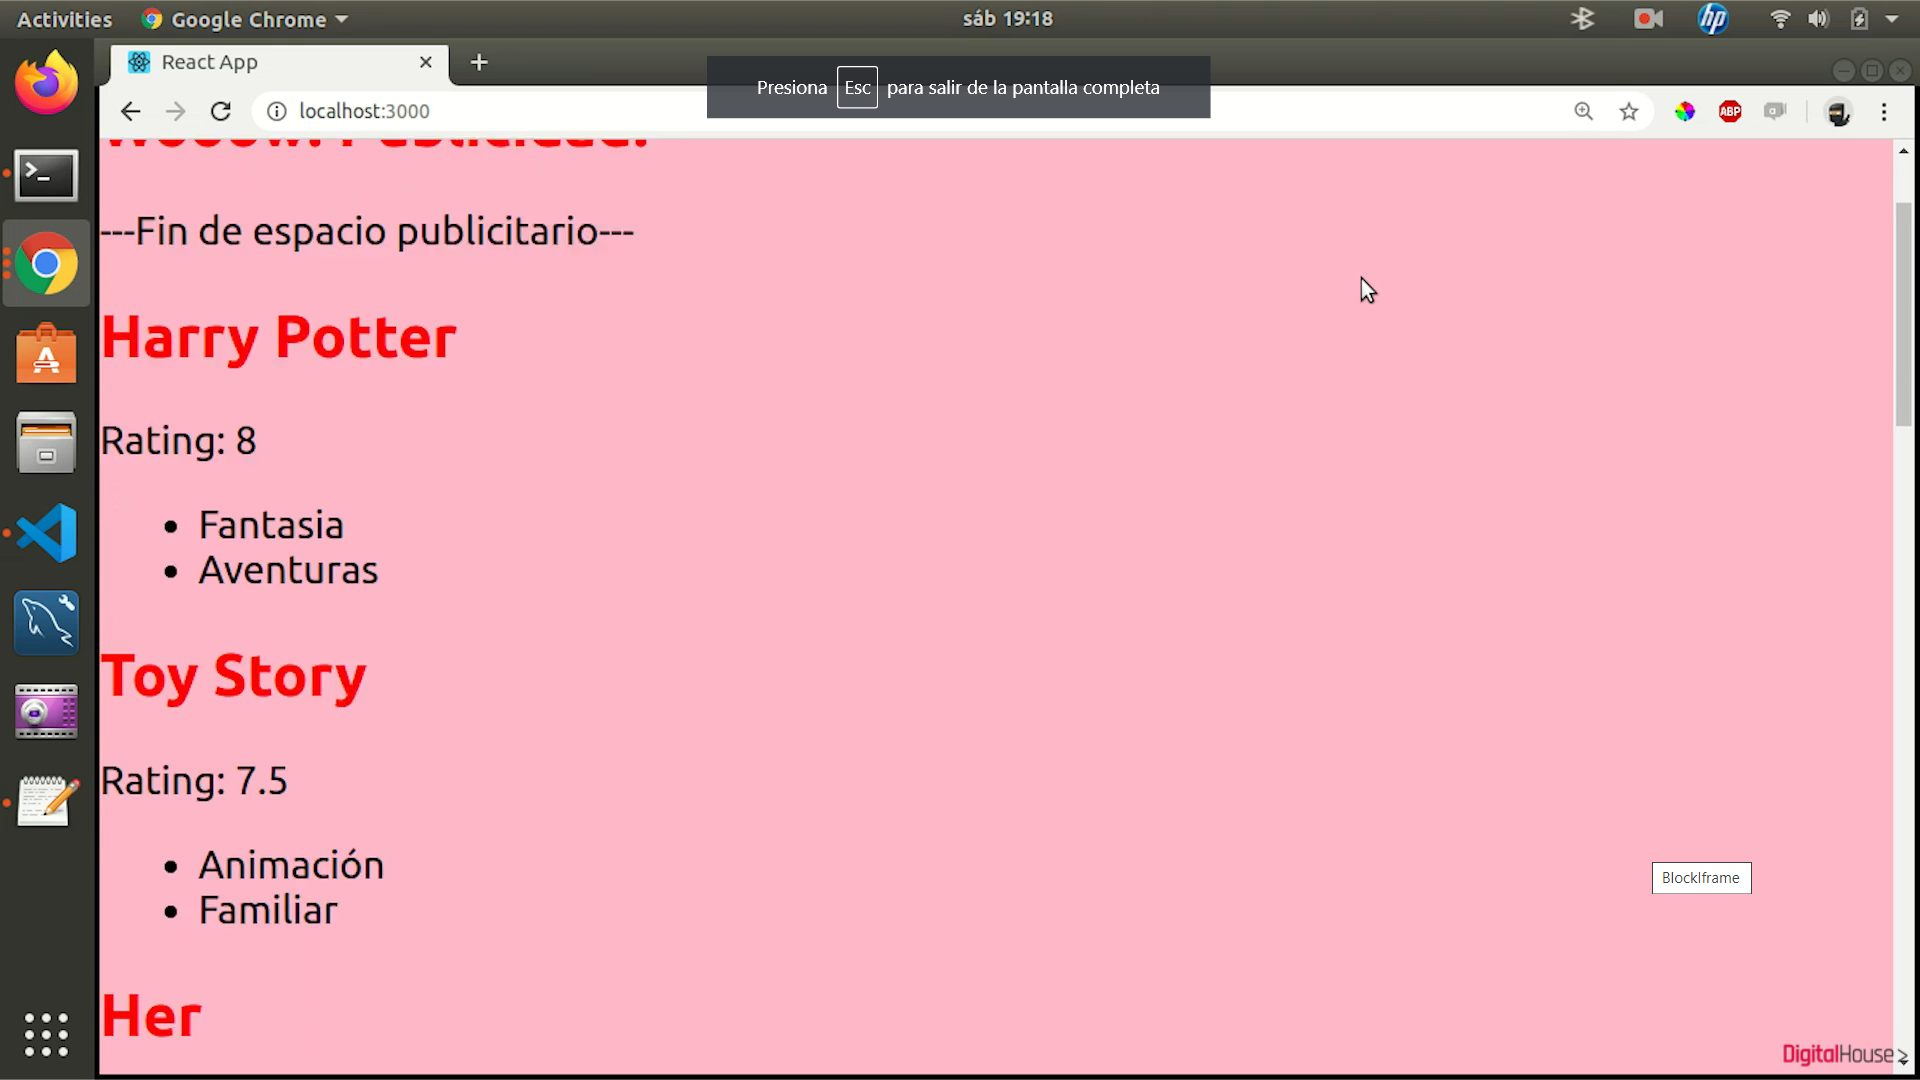 Activities
Google Chrome
sáb 19:18
hp
React App
Presiona Esc para salir de la pantalla completa
localhost:3000
ABP
---Fin de espacio publicitario---
Harry Potter
Rating: 8
Fantasia
Aventuras
Toy Story
Rating: 7.5
Animación
Familiar
BlockIframe
Her
DigitalHouse